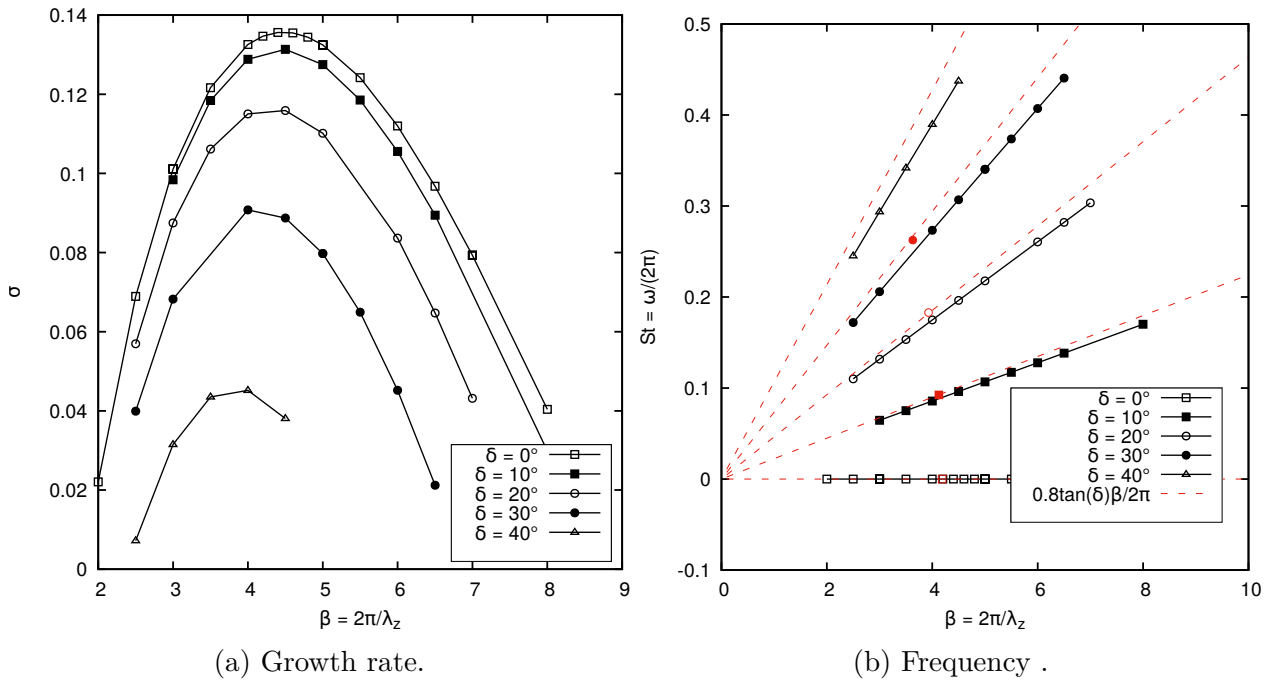 0.14
0.12
0.1
0.08
0.06
0.04
0.02
0
σ
2 3 4 5 6 7 8 9
β = 2π/λz
δ = 0°
δ = 10°
δ = 20°
δ = 30°
δ = 40°
(a) Growth rate.
0.5
0.4
0.3
0.2
0.1
0
-0.1
St = ω/(2π)
0 2 4 6 8 10
β = 2π/λz
δ = 0°
δ = 10°
δ = 20°
δ = 30°
δ = 40°
0.8tan(δ)β/2π
(b) Frequency .